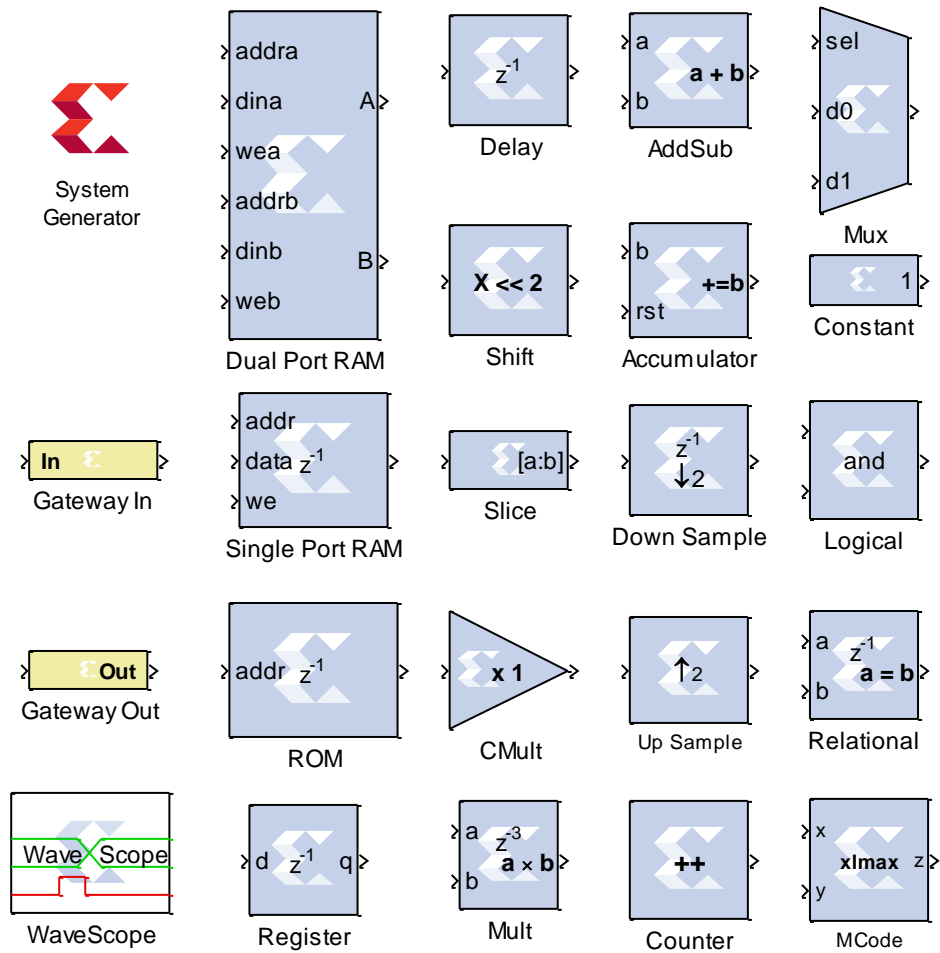 System
Generator
addra
dina
wea
addrb
dinb
web
A
B
Dual Port RAM
z⁻¹
Delay
a
b
a + b
AddSub
sel
d0
d1
Mux
X << 2
Shift
b
rst
+=b
Accumulator
1
Constant
In
Gateway In
addr
data z⁻¹
we
Single Port RAM
[a:b]
Slice
z⁻¹
↓2
Down Sample
and
Logical
Out
Gateway Out
addr z⁻¹
ROM
x 1
CMult
↑2
Up Sample
a
b
z⁻¹
a = b
Relational
Wave Scope
WaveScope
d z⁻¹ q
Register
a
b
z⁻³
a × b
Mult
++
Counter
x
y
xlmax
z
MCode